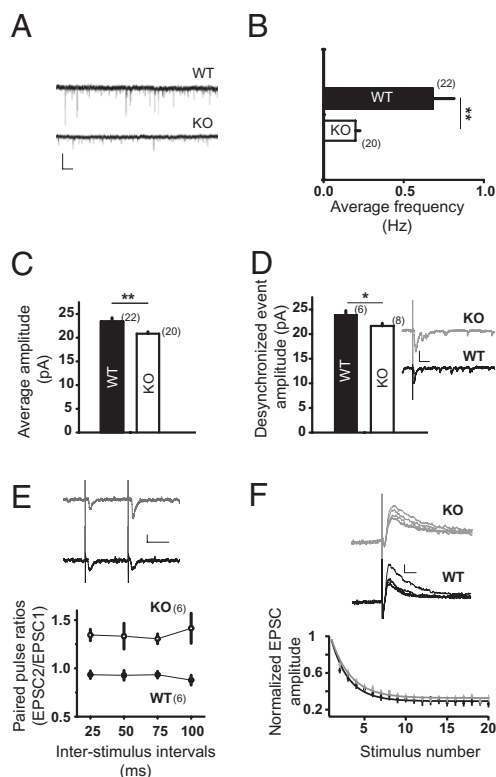 A
WT
KO
B
(22)
WT
**
KO
(20)
0.0
0.5
1.0
Average frequency
(Hz)
C
**
25
20
15
10
5
0
Average amplitude
(pA)
(22)
(20)
WT
KO
D
*
25
20
15
10
5
0
Desynchronized event
amplitude (pA)
(6)
(8)
WT
KO
KO
WT
E
1.5
1.0
0.5
Paired pulse ratios
(EPSC2/EPSC1)
KO (6)
WT (6)
25
50
75
100
Inter-stimulus intervals
(ms)
F
KO
WT
1
0.6
0.2
Normalized EPSC
amplitude
5
10
15
20
Stimulus number